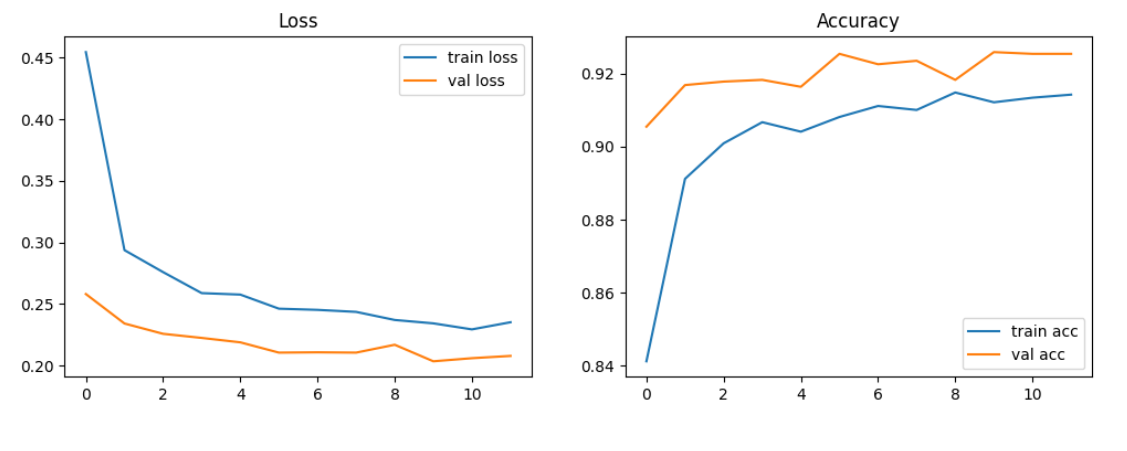 Loss
0.45
0.40
0.35
0.30
0.25
0.20
0 2 4 6 8 10
train loss
val loss
Accuracy
0.92
0.90
0.88
0.86
0.84
0 2 4 6 8 10
train acc
val acc